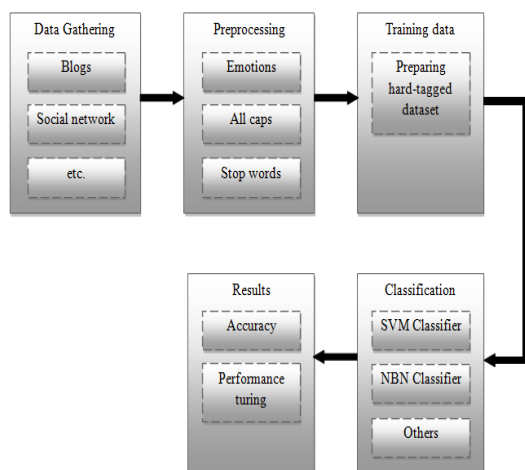 Data Gathering
Blogs
Social network
etc.
Preprocessing
Emotions
All caps
Stop words
Training data
Preparing
hard-tagged
dataset
Results
Accuracy
Performance
turing
Classification
SVM Classifier
NBN Classifier
Others